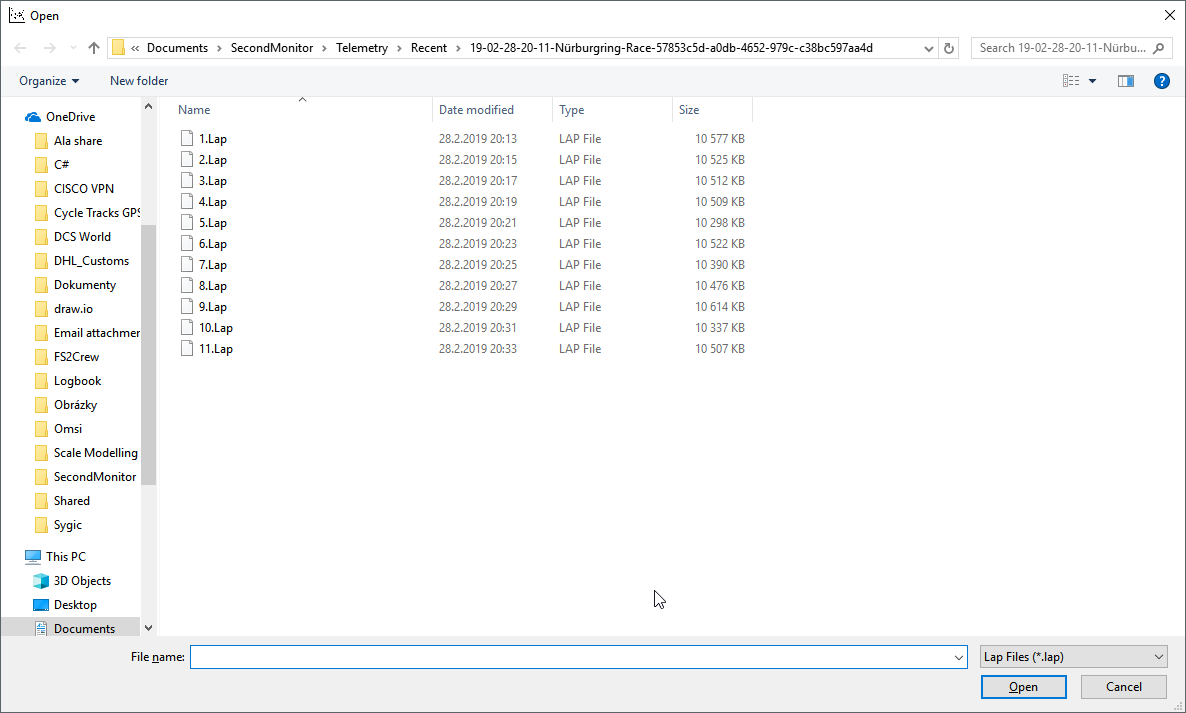 Open
« Documents › SecondMonitor › Telemetry › Recent › 19-02-28-20-11-Nürburgring-Race-57853c5d-a0db-4652-979c-c38bc597aa4d
Search 19-02-28-20-11-Nürbu...
Organize New folder
Name Date modified Type Size
1.Lap 28.2.2019 20:13 LAP File 10 577 KB
2.Lap 28.2.2019 20:15 LAP File 10 525 KB
3.Lap 28.2.2019 20:17 LAP File 10 512 KB
4.Lap 28.2.2019 20:19 LAP File 10 509 KB
5.Lap 28.2.2019 20:21 LAP File 10 298 KB
6.Lap 28.2.2019 20:23 LAP File 10 522 KB
7.Lap 28.2.2019 20:25 LAP File 10 390 KB
8.Lap 28.2.2019 20:27 LAP File 10 476 KB
9.Lap 28.2.2019 20:29 LAP File 10 614 KB
10.Lap 28.2.2019 20:31 LAP File 10 337 KB
11.Lap 28.2.2019 20:33 LAP File 10 507 KB
OneDrive
Ala share
C#
CISCO VPN
Cycle Tracks GPS
DCS World
DHL_Customs
Dokumenty
draw.io
Email attachmen
FS2Crew
Logbook
Obrázky
Omsi
Scale Modelling
SecondMonitor
Shared
Sygic
This PC
3D Objects
Desktop
Documents
File name:
Lap Files (*.lap)
Open Cancel